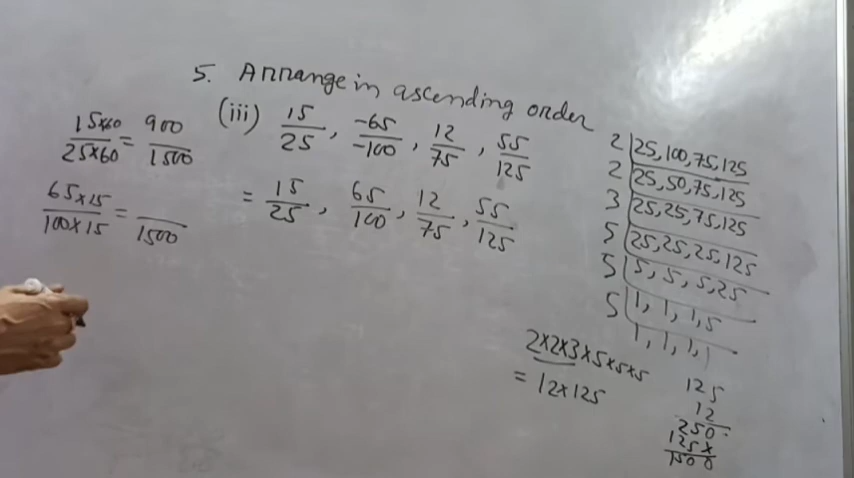 5. Arrange in ascending order
(iii) 15/25, -65/-100, 12/75, 55/125
= 15/25, 65/100, 12/75, 55/125
15×60/25×60 = 900/1500
65×15/100×15 = /1500
2|25, 100, 75, 125
2|25, 50, 75, 125
3|25, 25, 75, 125
5|25, 25, 25, 125
5|5, 5, 5, 25
5|1, 1, 1, 5
1, 1, 1, 1
2×2×3×5×5×5
= 12×125
125
12
250
125×
1500